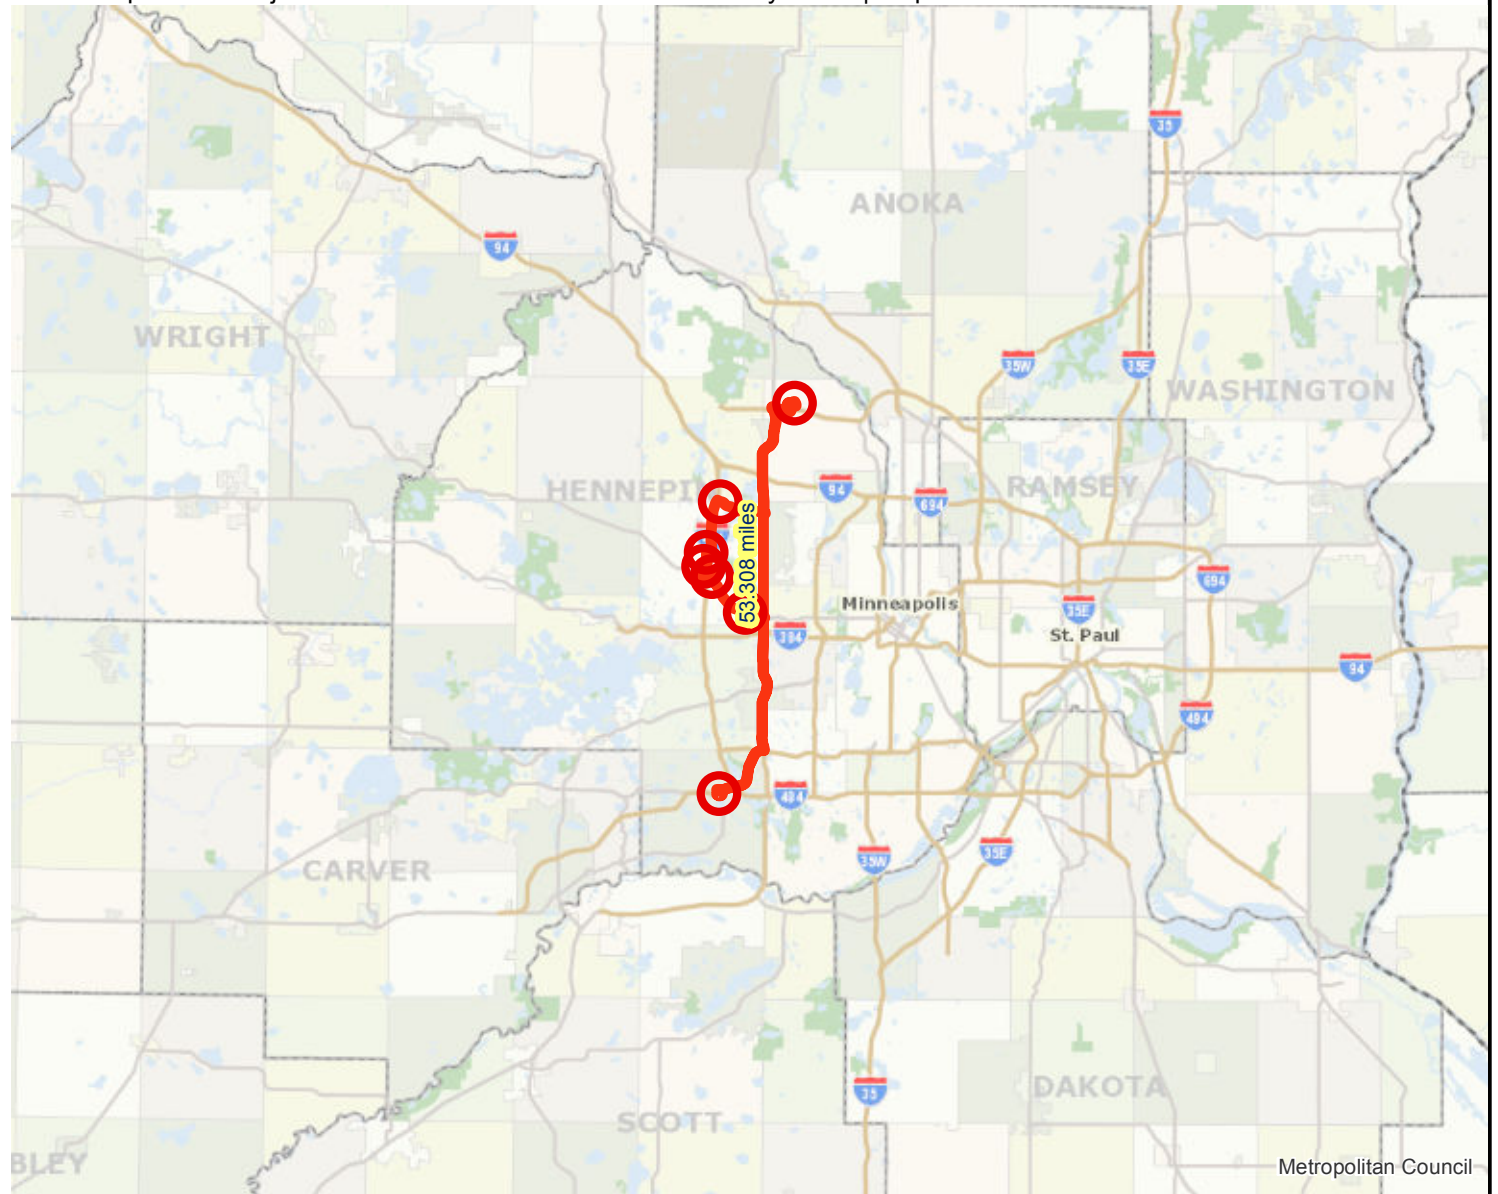 35
ANOKA
94
WRIGHT
35W
35E
WASHINGTON
HENNEPI
94
694
RAMSEY
53.308 miles
694
Minneapolis
35E
St. Paul
394
94
494
494
35W
35E
CARVER
35
DAKOTA
SCOTT
BLEY
Metropolitan Council